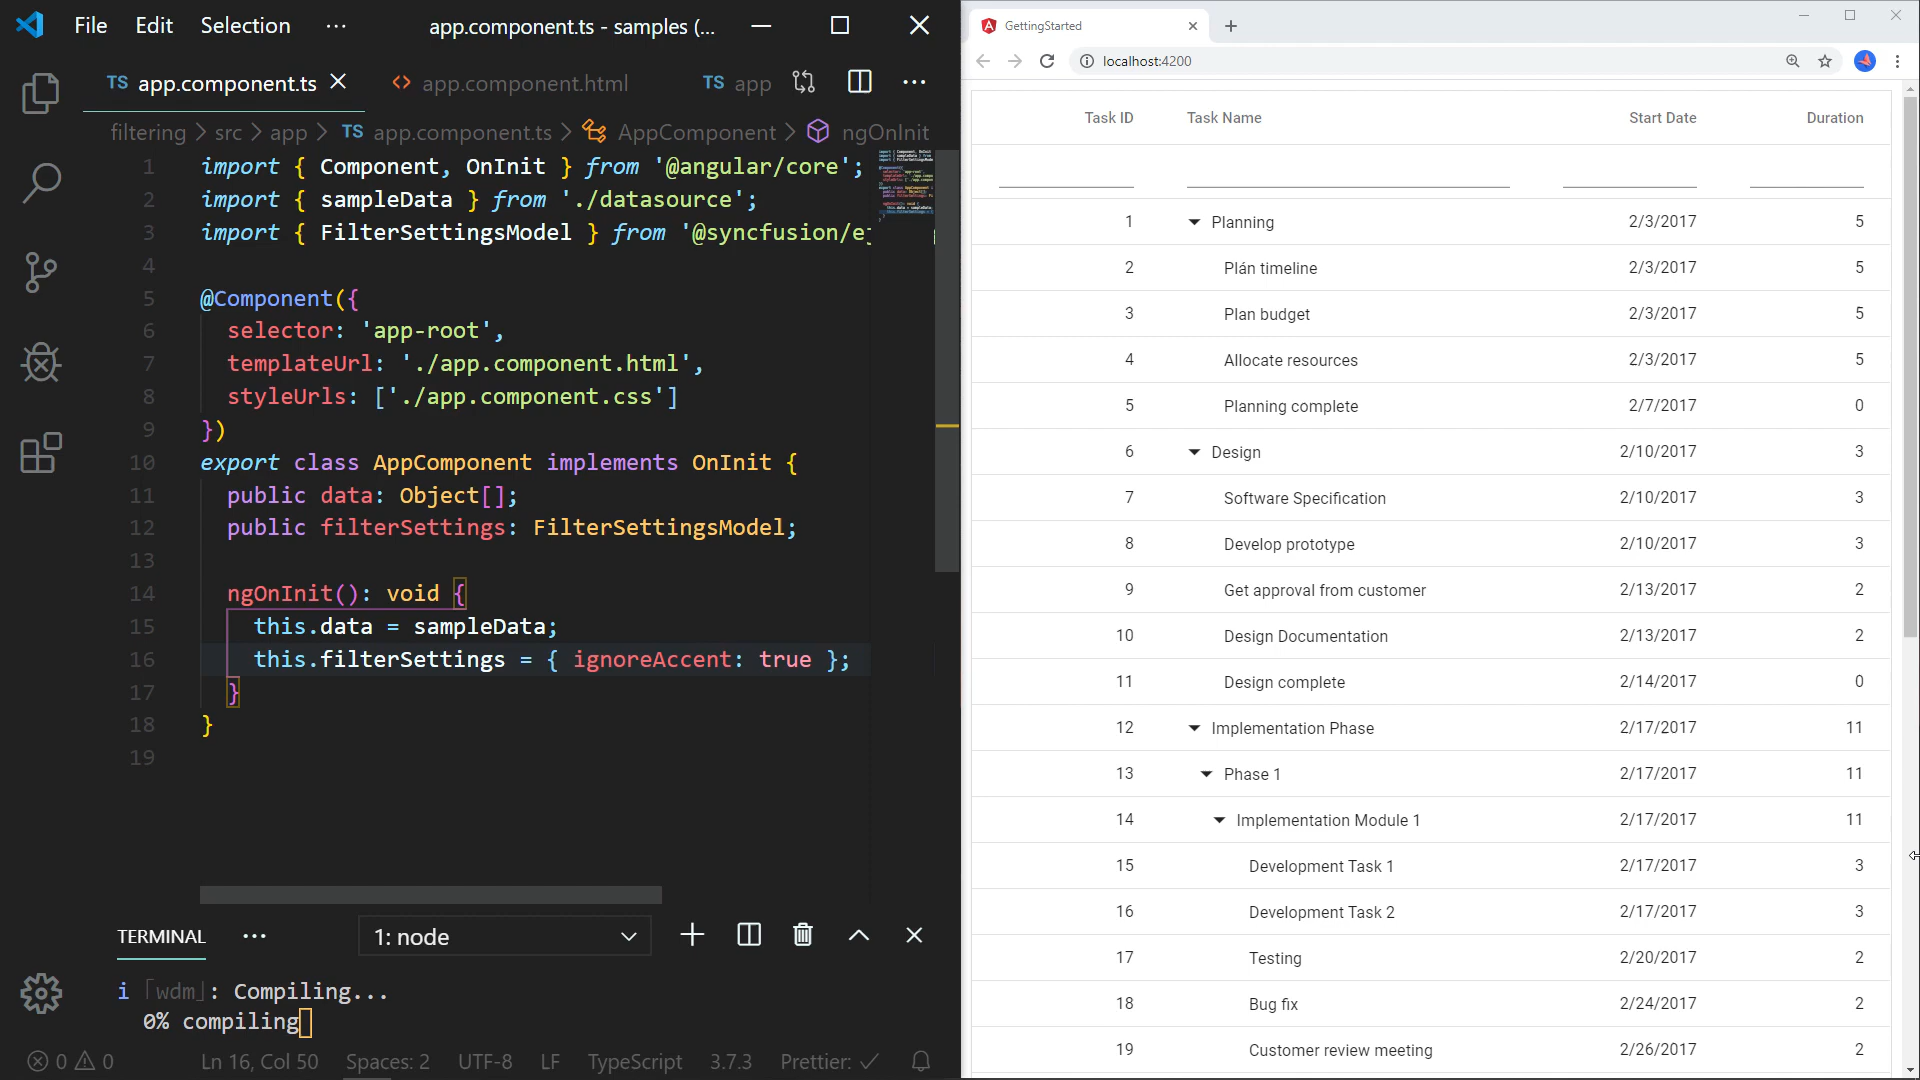 File Edit Selection ··· app.component.ts - samples (...
TS app.component.ts app.component.html TS app ···
filtering > src > app > TS app.component.ts > AppComponent > ngOnInit
1 import { Component, OnInit } from '@angular/core';
2 import { sampleData } from './datasource';
3 import { FilterSettingsModel } from '@syncfusion/e
4
5 @Component({
6 selector: 'app-root',
7 templateUrl: './app.component.html',
8 styleUrls: ['./app.component.css']
9 })
10 export class AppComponent implements OnInit {
11 public data: Object[];
12 public filterSettings: FilterSettingsModel;
13
14 ngOnInit(): void {
15 this.data = sampleData;
16 this.filterSettings = { ignoreAccent: true };
17 }
18 }
19
TERMINAL ··· 1: node
i ｢wdm｣: Compiling...
0% compiling
0 0 Ln 16, Col 50 Spaces: 2 UTF-8 LF TypeScript 3.7.3 Prettier: ✓
GettingStarted
localhost:4200
Task ID Task Name Start Date Duration
1 Planning 2/3/2017 5
2 Plán timeline 2/3/2017 5
3 Plan budget 2/3/2017 5
4 Allocate resources 2/3/2017 5
5 Planning complete 2/7/2017 0
6 Design 2/10/2017 3
7 Software Specification 2/10/2017 3
8 Develop prototype 2/10/2017 3
9 Get approval from customer 2/13/2017 2
10 Design Documentation 2/13/2017 2
11 Design complete 2/14/2017 0
12 Implementation Phase 2/17/2017 11
13 Phase 1 2/17/2017 11
14 Implementation Module 1 2/17/2017 11
15 Development Task 1 2/17/2017 3
16 Development Task 2 2/17/2017 3
17 Testing 2/20/2017 2
18 Bug fix 2/24/2017 2
19 Customer review meeting 2/26/2017 2